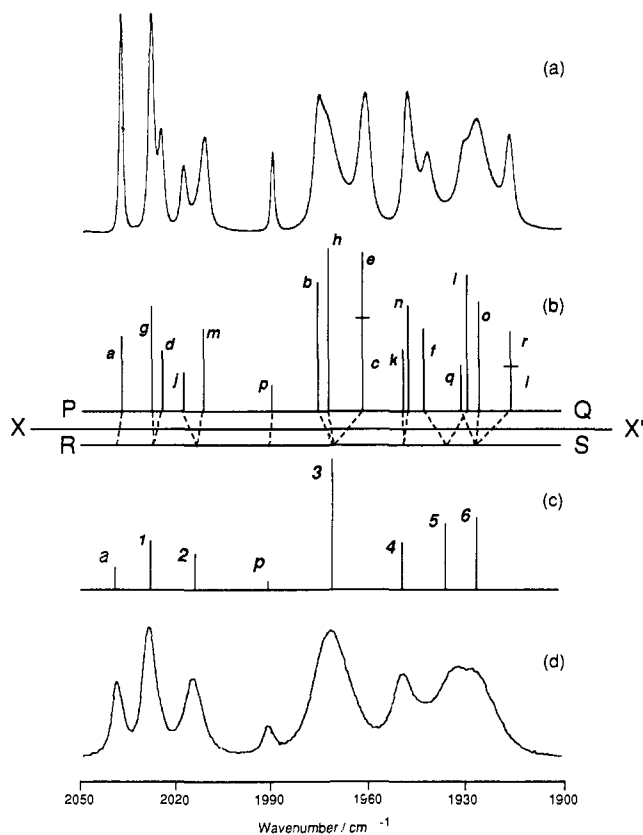 (a)
h
e
b
(b)
g
n
l
o
a
m
f
r
d
k
j
c
q
p
i
P
Q
X
X'
R
S
3
(c)
6
5
1
4
2
a
p
(d)
2050
2020
1990
1960
1930
1900
Wavenumber / cm -1